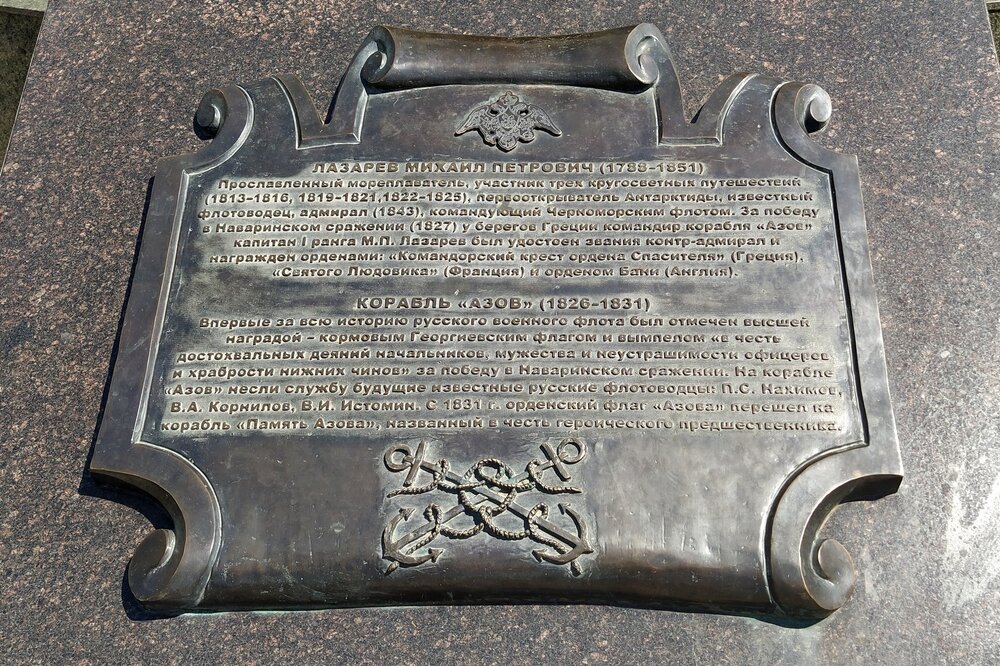 ЛАЗАРЕВ МИХАИЛ ПЕТРОВИЧ (1788-1851)
Прославленный мореплаватель, участник трех кругосветных путешествий
(1813-1816, 1819-1821,1822-1825), первооткрыватель Антарктиды, известный
флотоводец, адмирал (1843), командующий Черноморским флотом. За победу
в Наваринском сражении (1827) у берегов Греции командир корабля «Азов»
капитан I ранга М.П. Лазарев был удостоен звания контр-адмирал и
награжден орденами: «Командорский крест ордена Спасителя» (Греция),
«Святого Людовика» (Франция) и орденом Бани (Англия).
КОРАБЛЬ «АЗОВ» (1826-1831)
Впервые за всю историю русского военного флота был отмечен высшей
наградой – кормовым Георгиевским флагом и вымпелом «в честь
достохвальных деяний начальников, мужества и неустрашимости офицеров
и храбрости нижних чинов» за победу в Наваринском сражении. На корабле
«Азов» несли службу будущие известные русские флотоводцы: П.С. Нахимов,
В.А. Корнилов, В.И. Истомин. С 1831 г. орденский флаг «Азова» перешел на
корабль «Память Азова», названный в честь героического предшественника.